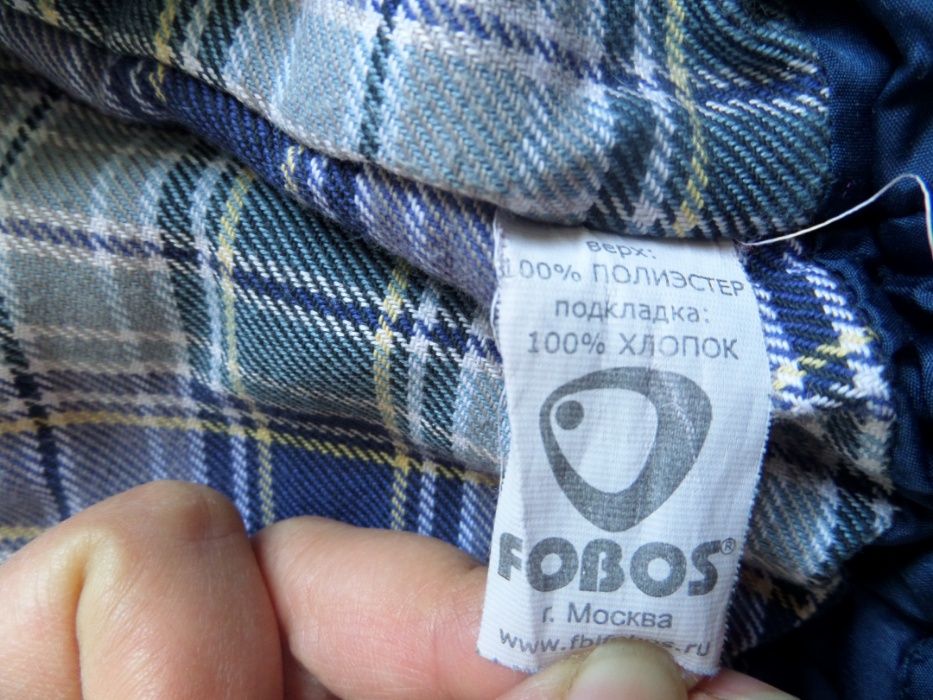 верх:
100% ПОЛИЭСТЕР
подкладка:
100% ХЛОПОК
FOBOS®
г. Москва